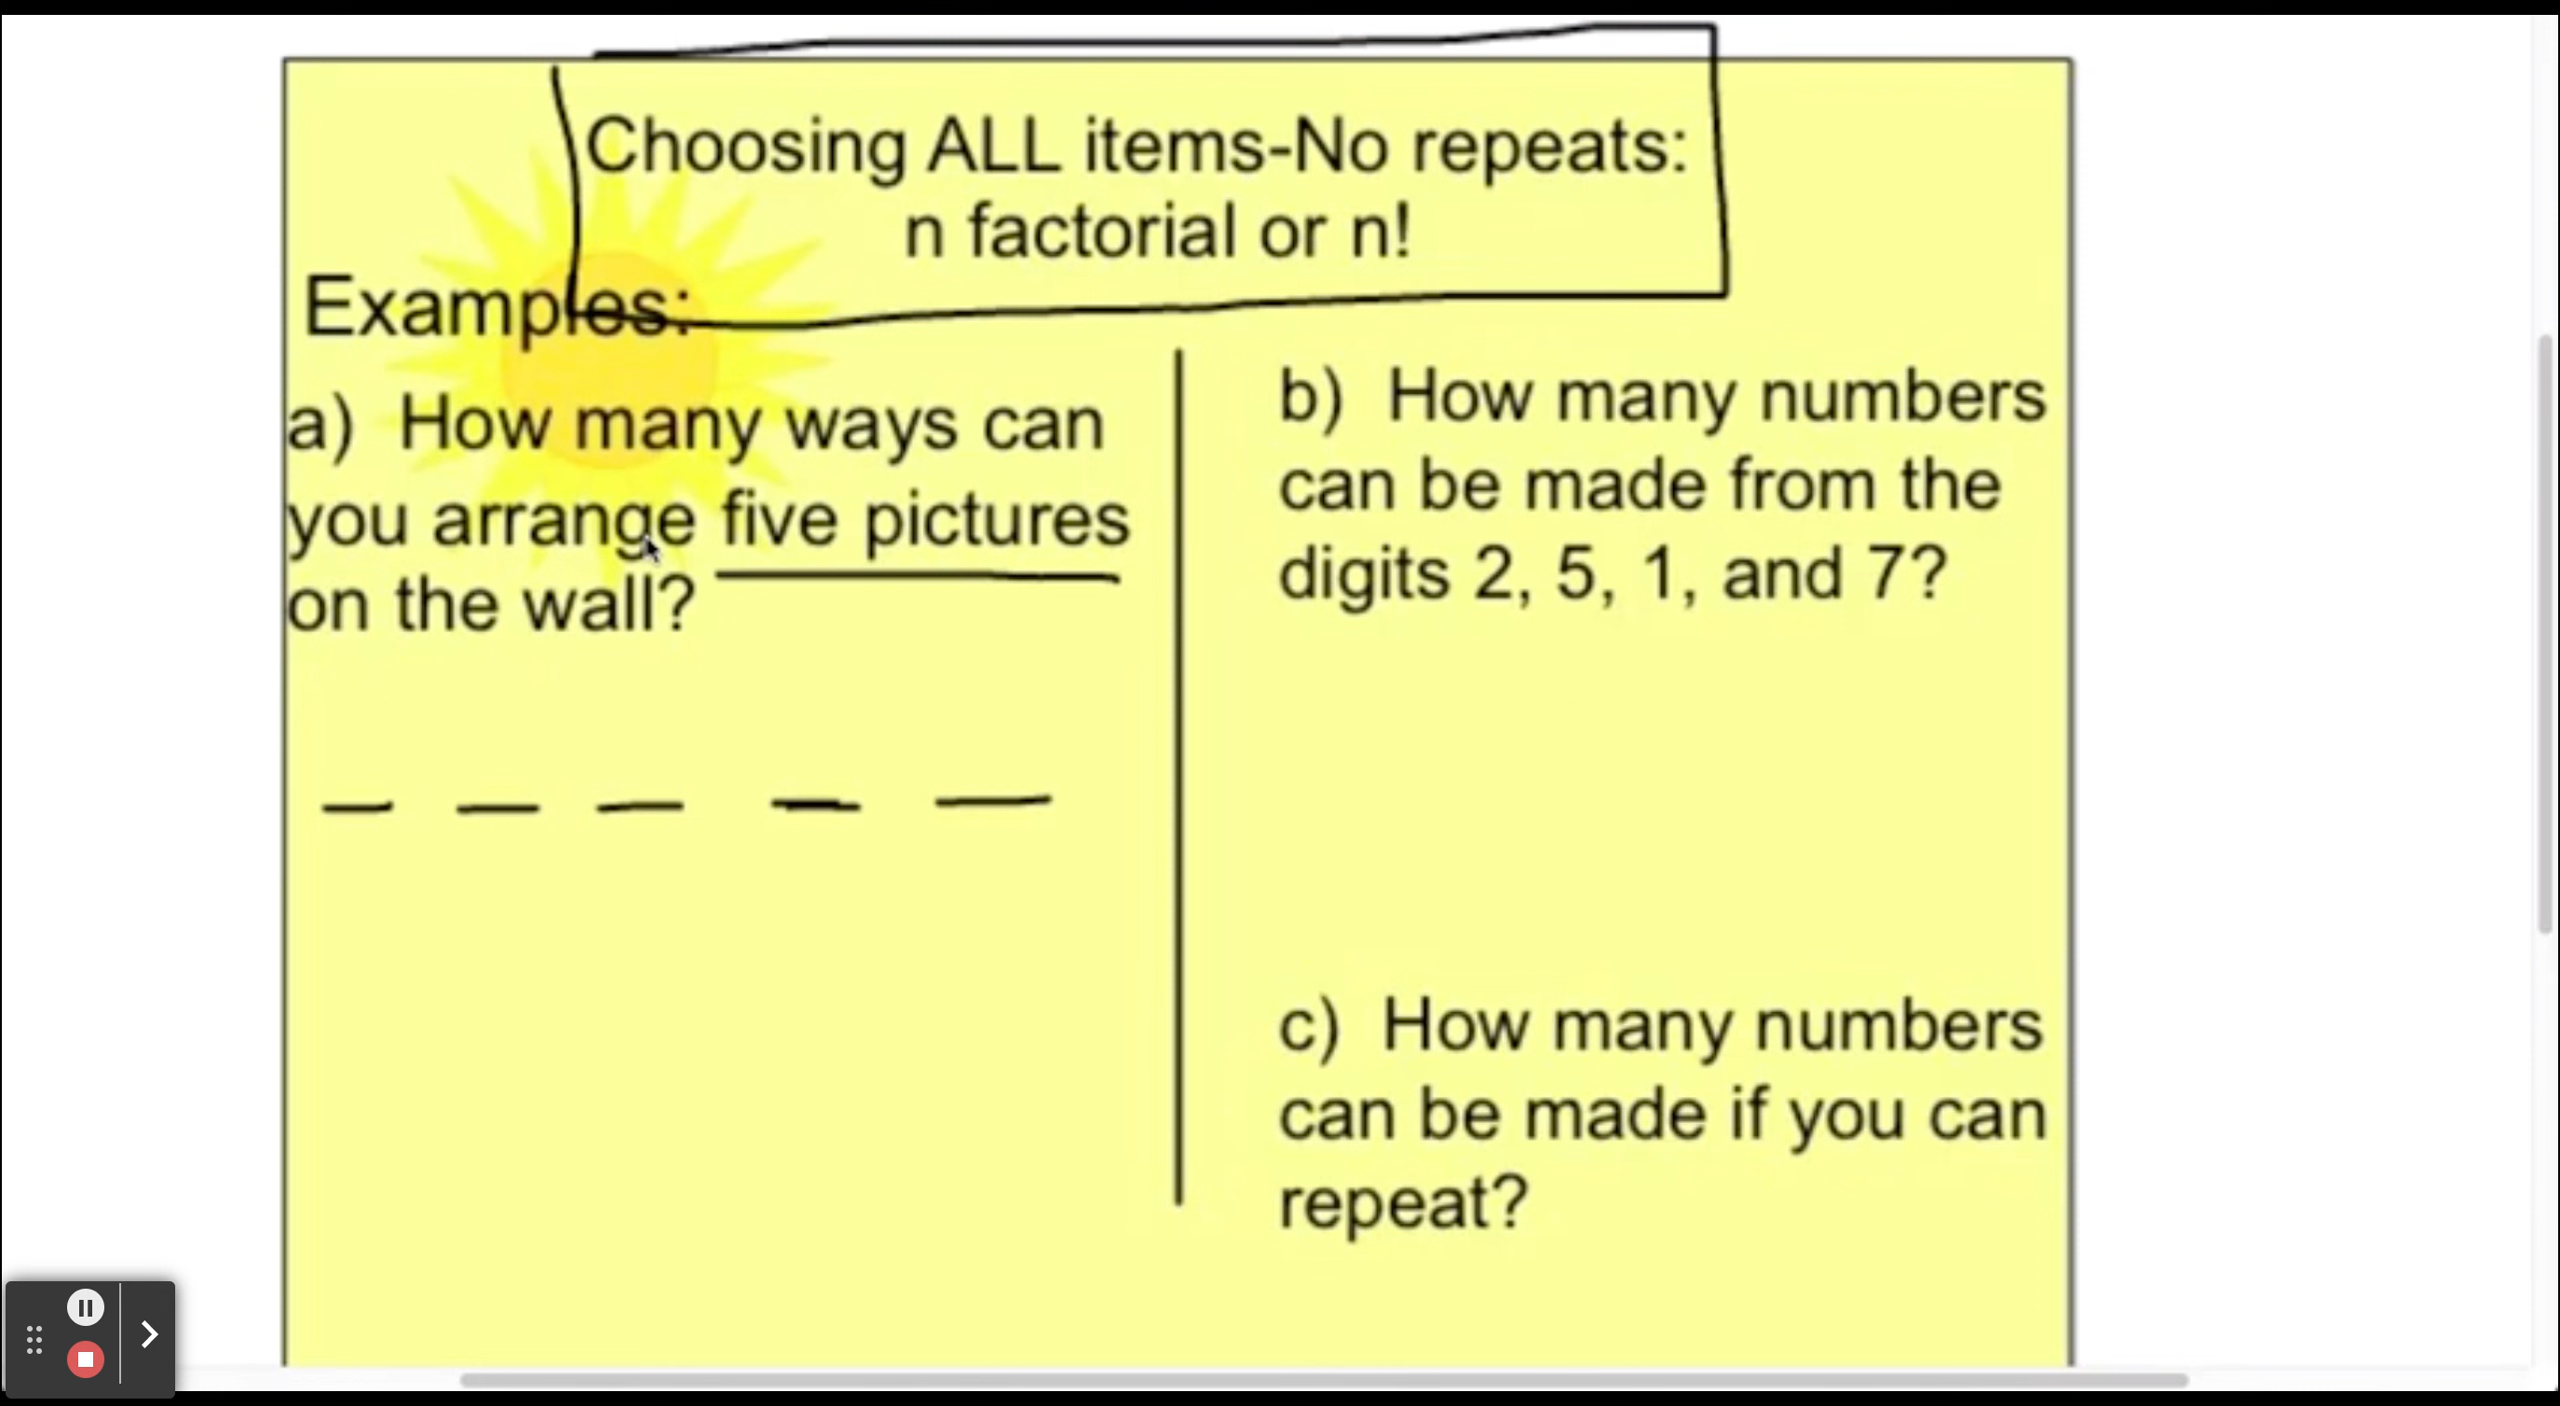 Choosing ALL items-No repeats:
n factorial or n!
Examples:
a) How many ways can
you arrange five pictures
on the wall?
b) How many numbers
can be made from the
digits 2, 5, 1, and 7?
c) How many numbers
can be made if you can
repeat?